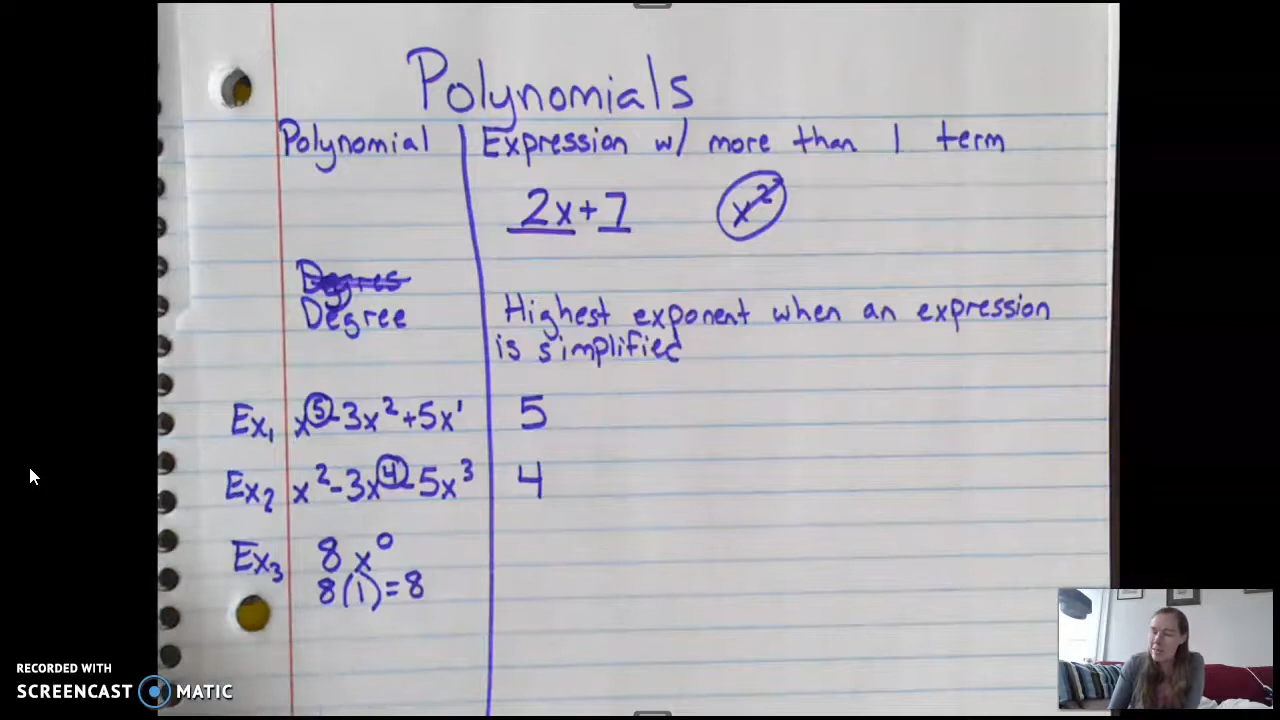 Polynomials
Polynomial Expression w/ more than 1 term
2x+7 x²
Degres
Degree Highest exponent when an expression
is simplified
Ex₁ x⁵-3x²+5x¹ 5
Ex₂ x²-3x⁴-5x³ 4
Ex₃ 8x⁰
8(1)=8
RECORDED WITH
SCREENCAST MATIC